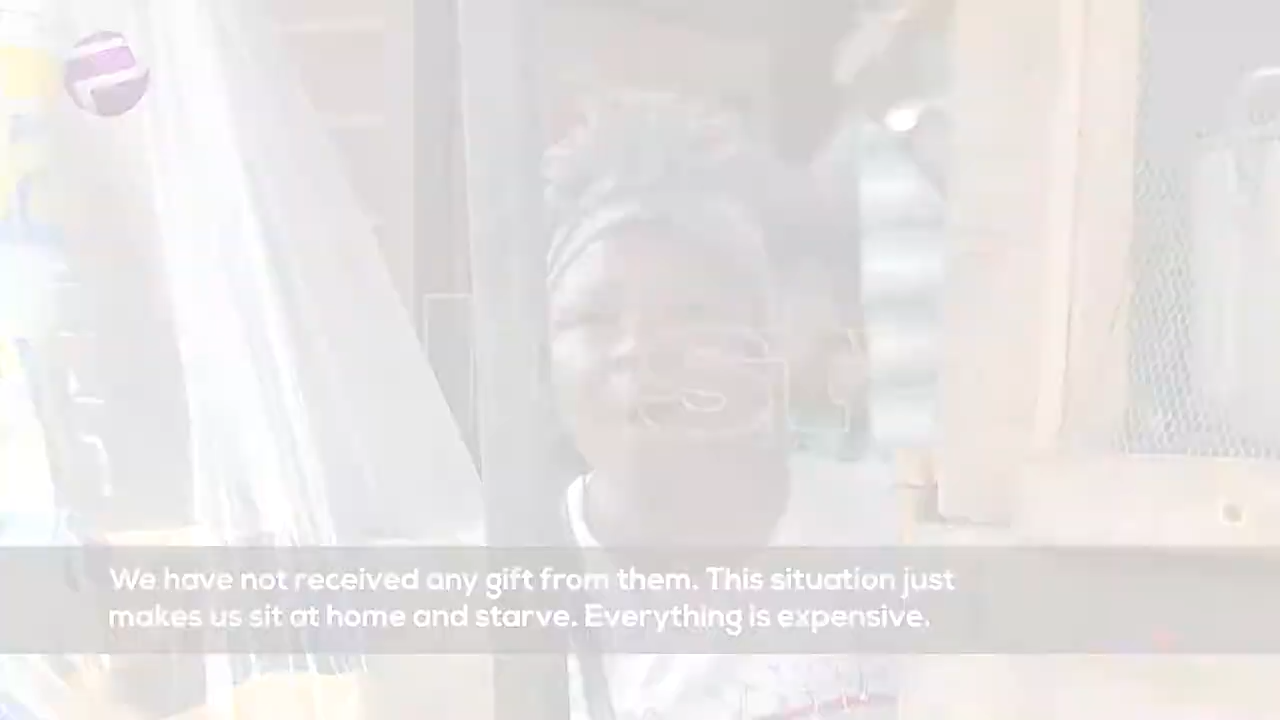 We have not received any gift from them. This situation just
makes us sit at home and starve. Everything is expensive.